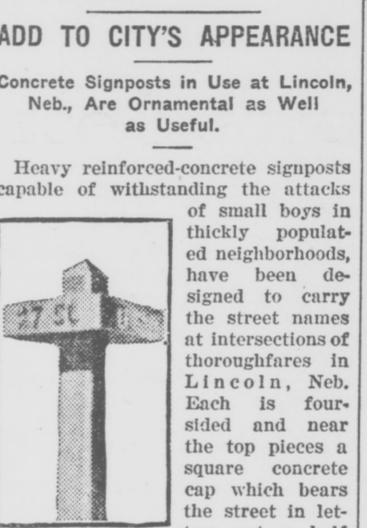 ADD TO CITY'S APPEARANCE
Concrete Signposts in Use at Lincoln,
Neb., Are Ornamental as Well
as Useful.
Heavy reinforced-concrete signposts
capable of withstanding the attacks
of small boys in
thickly populat-
ed neighborhoods,
have been de-
signed to carry
the street names
at intersections of
thoroughfares in
Lincoln, Neb.
Each is four-
sided and near
the top pieces a
square concrete
cap which bears
the street in let-
27 SO